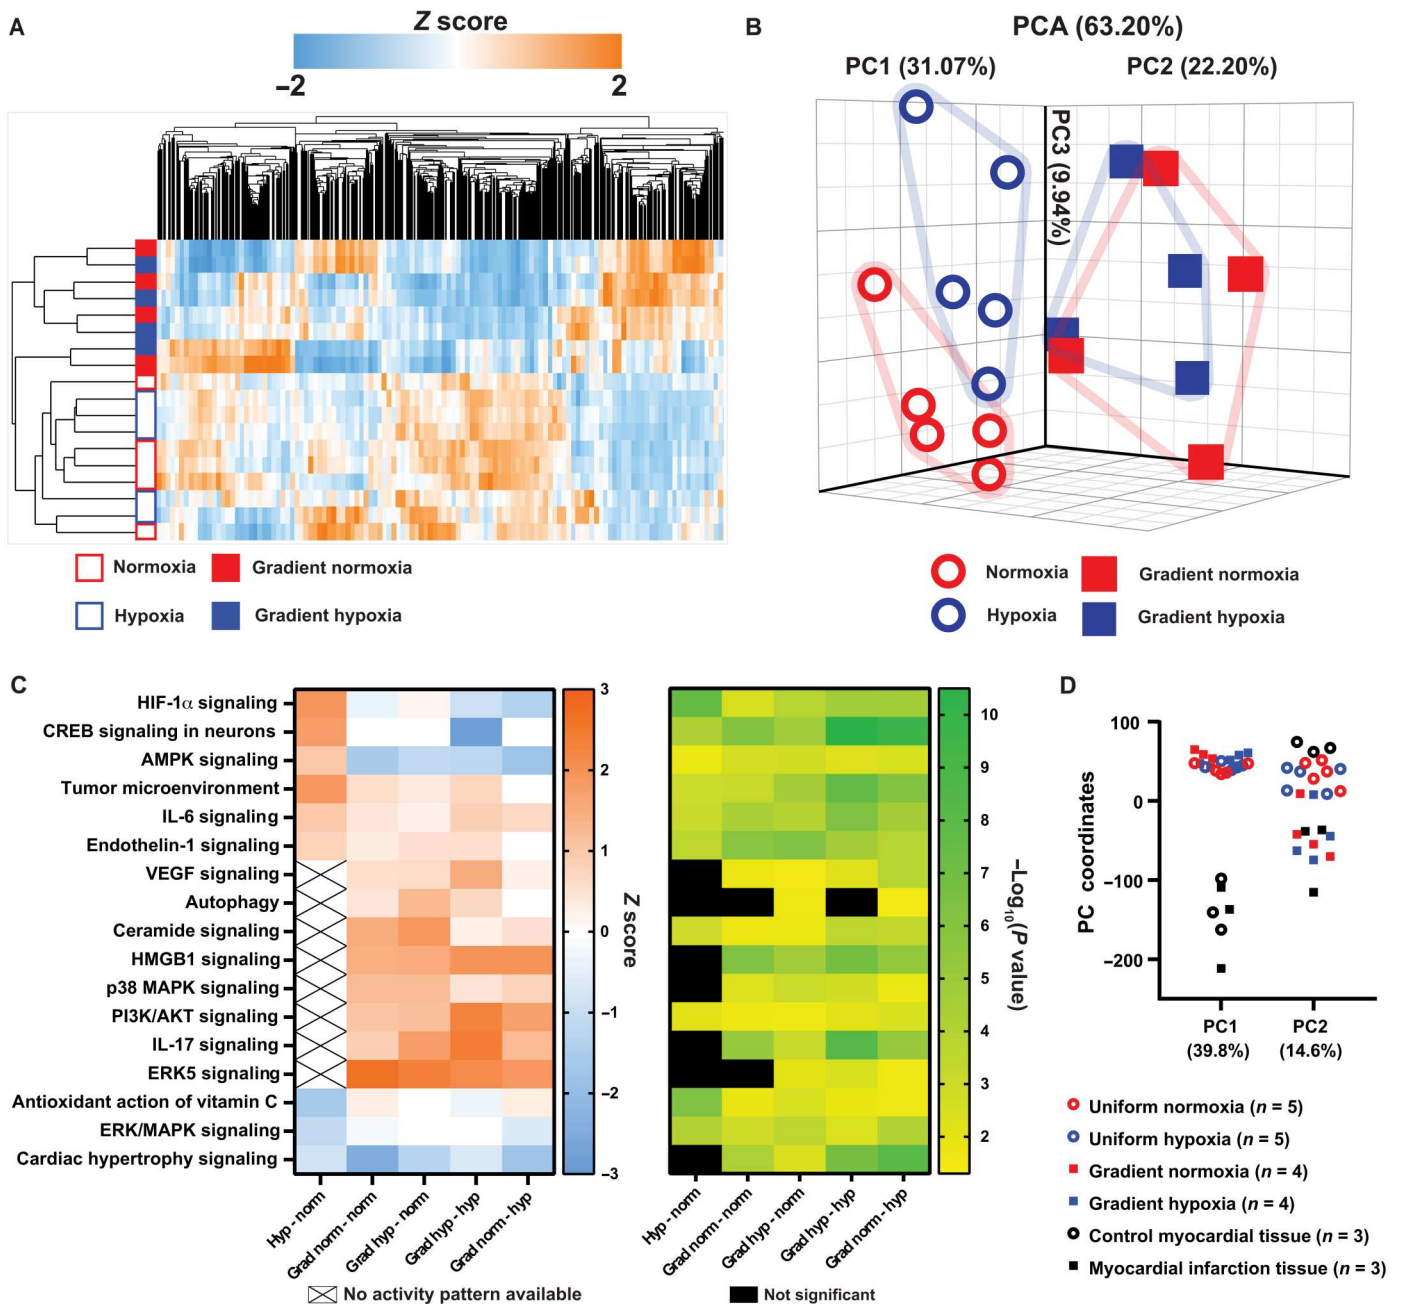 A
Z score
−2
2
Normoxia
Gradient normoxia
Hypoxia
Gradient hypoxia
B
PCA (63.20%)
PC1 (31.07%)
PC2 (22.20%)
PC3 (9.94%)
Normoxia
Gradient normoxia
Hypoxia
Gradient hypoxia
C
HIF-1α signaling
CREB signaling in neurons
AMPK signaling
Tumor microenvironment
IL-6 signaling
Endothelin-1 signaling
VEGF signaling
Autophagy
Ceramide signaling
HMGB1 signaling
p38 MAPK signaling
PI3K/AKT signaling
IL-17 signaling
ERK5 signaling
Antioxidant action of vitamin C
ERK/MAPK signaling
Cardiac hypertrophy signaling
Hyp - norm
Grad norm - norm
Grad hyp - norm
Grad hyp - hyp
Grad norm - hyp
3
2
1
0
−1
−2
−3
Z score
No activity pattern available
Hyp - norm
Grad norm - norm
Grad hyp - norm
Grad hyp - hyp
Grad norm - hyp
10
9
8
7
6
5
4
3
2
−Log10(P value)
Not significant
D
PC coordinates
100
0
−100
−200
PC1
(39.8%)
PC2
(14.6%)
Uniform normoxia (n = 5)
Uniform hypoxia (n = 5)
Gradient normoxia (n = 4)
Gradient hypoxia (n = 4)
Control myocardial tissue (n = 3)
Myocardial infarction tissue (n = 3)